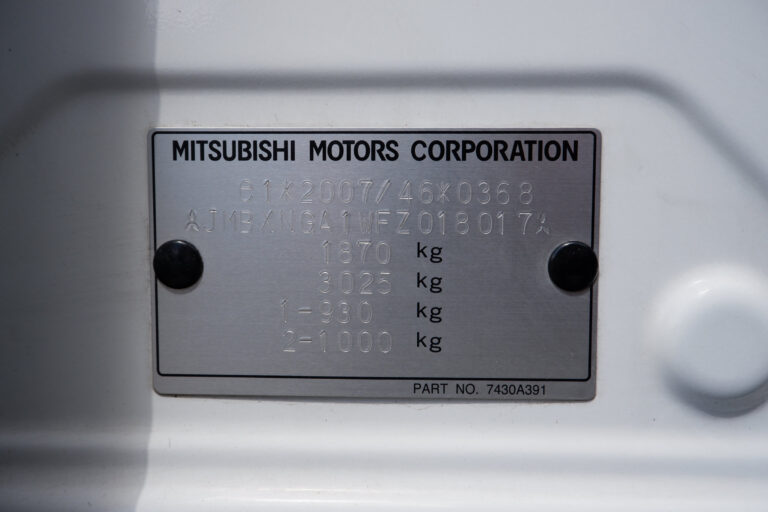 MITSUBISHI MOTORS CORPORATION
e1*2007/46*0368
*JMBXNGA1WFZ018017*
1870 kg
3025 kg
1-930 kg
2-1000 kg
PART NO. 7430A391